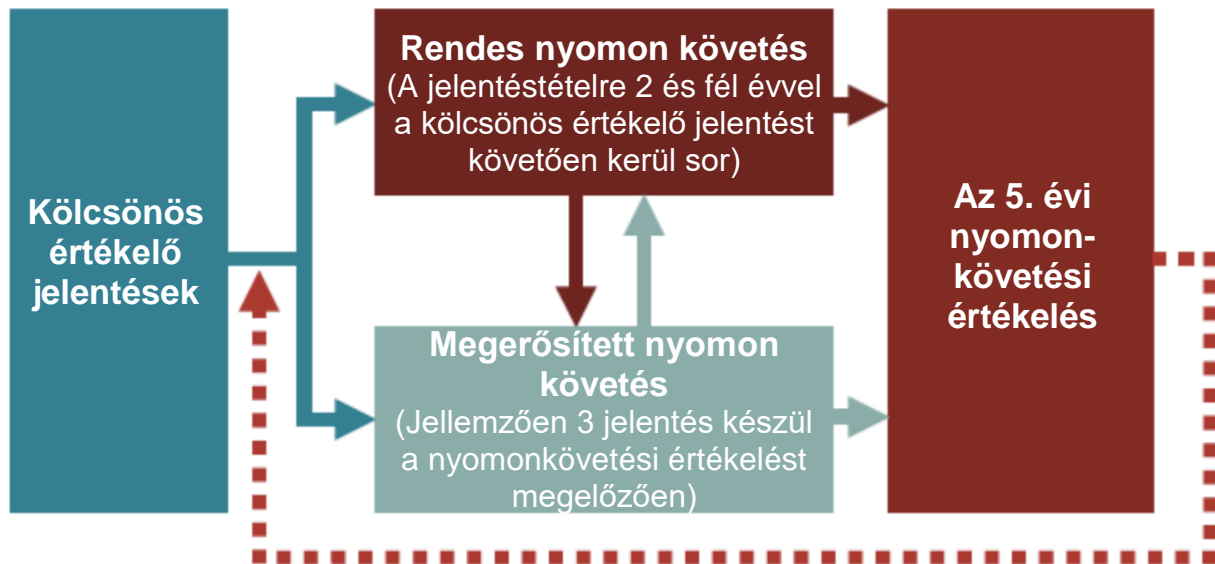 Kölcsönös
értékelő
jelentések
Rendes nyomon követés
(A jelentéstételre 2 és fél évvel
a kölcsönös értékelő jelentést
követően kerül sor)
Megerősített nyomon
követés
(Jellemzően 3 jelentés készül
a nyomonkövetési értékelést
megelőzően)
Az 5. évi
nyomon-
követési
értékelés